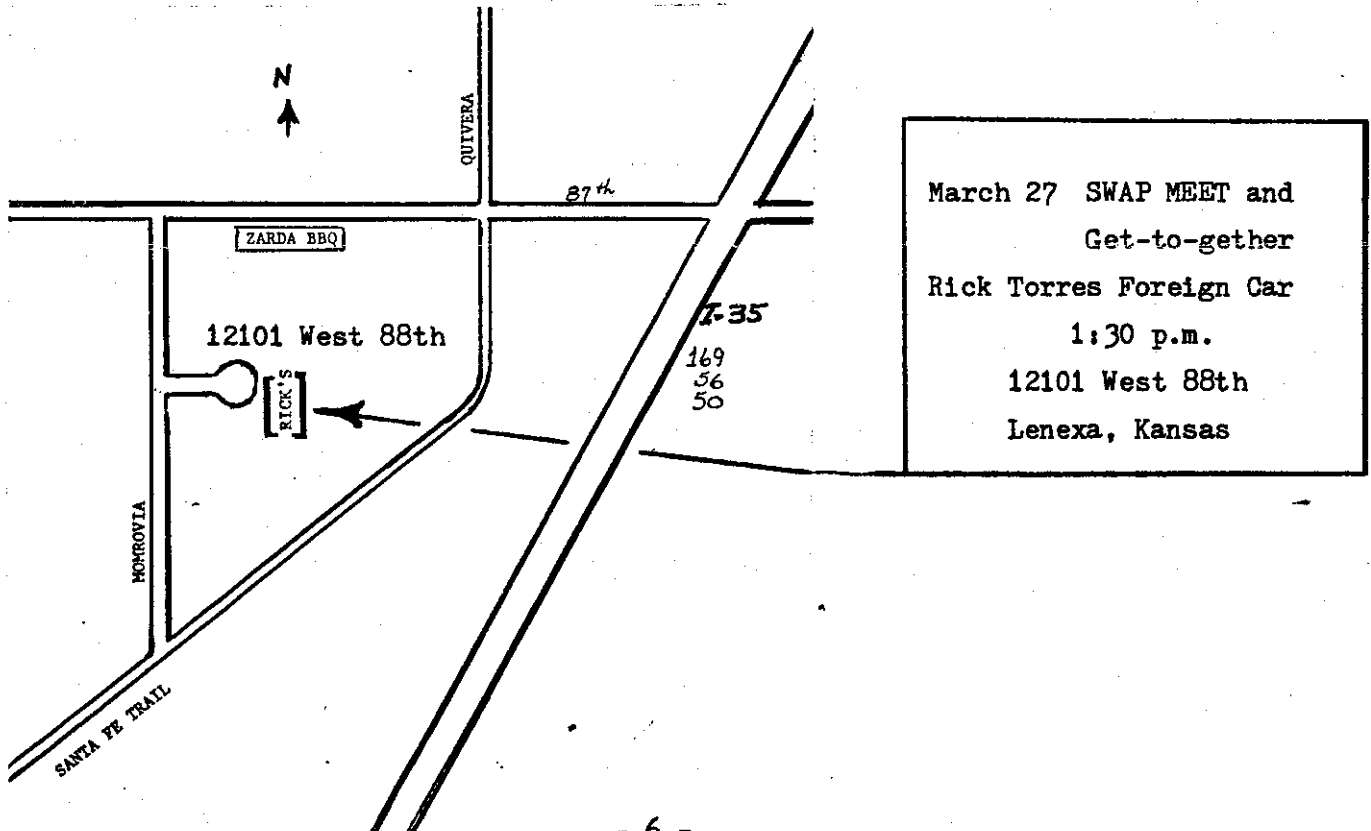 N
QUIVERA
87th
ZARDA BBQ
12101 West 88th
RICK'S
I-35
169
56
50
MOMROVIA
SANTA FE TRAIL
March 27 SWAP MEET and
Get-to-gether
Rick Torres Foreign Car
1:30 p.m.
12101 West 88th
Lenexa, Kansas
- 6 -